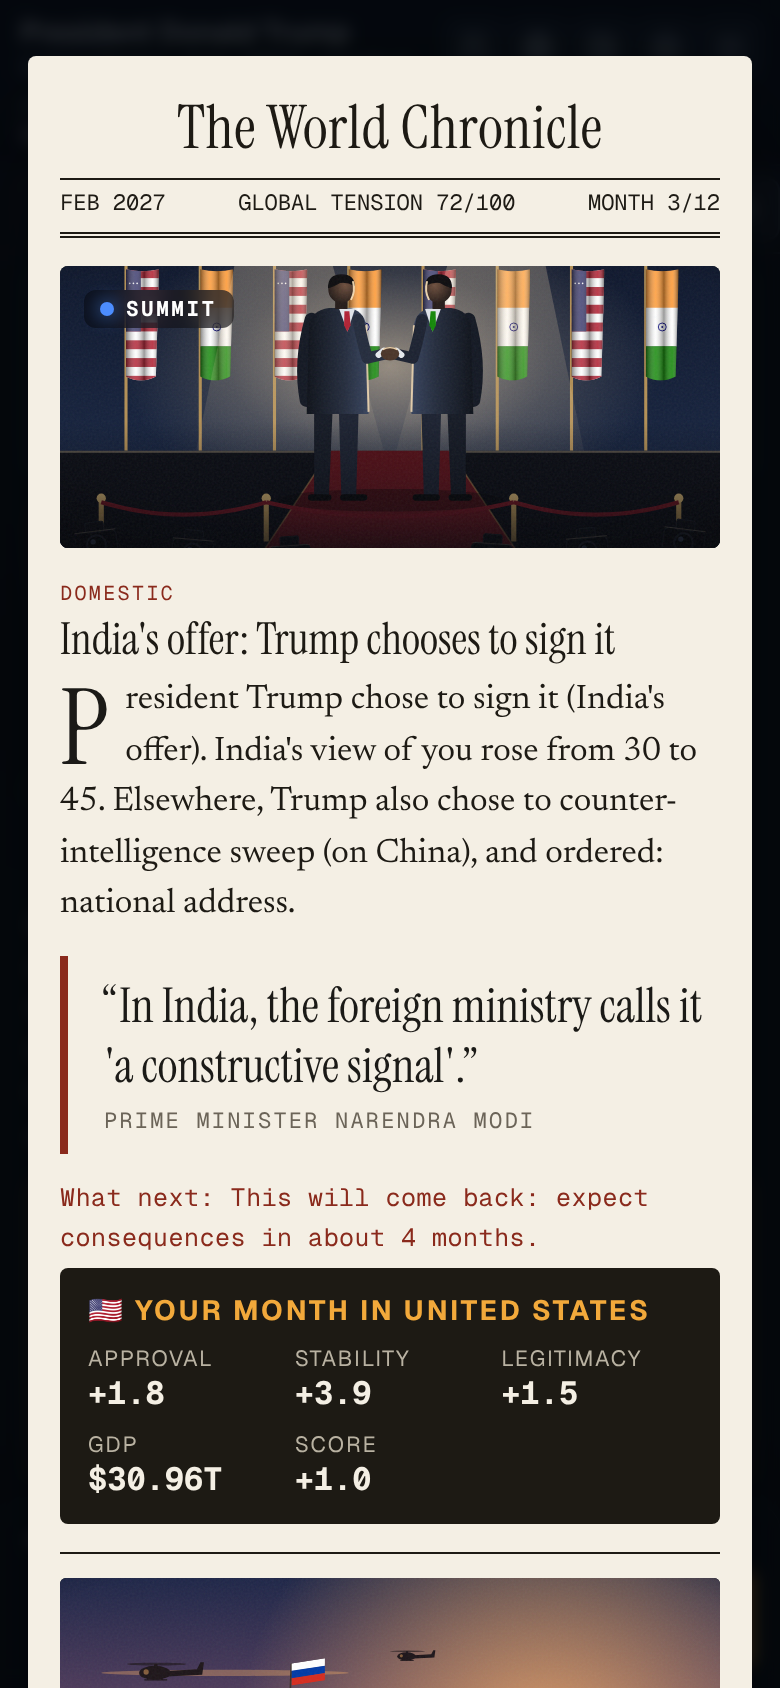 President Donald Trump
The World Chronicle
FEB 2027 GLOBAL TENSION 72/100 MONTH 3/12
SUMMIT
DOMESTIC
India's offer: Trump chooses to sign it
President Trump chose to sign it (India's
offer). India's view of you rose from 30 to
45. Elsewhere, Trump also chose to counter-
intelligence sweep (on China), and ordered:
national address.
“In India, the foreign ministry calls it
'a constructive signal'.”
PRIME MINISTER NARENDRA MODI
What next: This will come back: expect
consequences in about 4 months.
YOUR MONTH IN UNITED STATES
APPROVAL STABILITY LEGITIMACY
+1.8 +3.9 +1.5
GDP SCORE
$30.96T +1.0